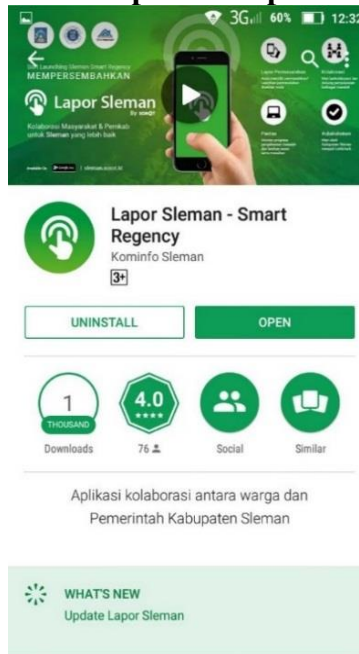 3G 60% 12:32
MEMPERSEMBAHKAN
Lapor Sleman
Kolaborasi Masyarakat & Pemkab
untuk Sleman yang lebih baik
Lapor Sleman - Smart
Regency
Kominfo Sleman
3+
UNINSTALL
OPEN
1
THOUSAND
Downloads
4.0
76
Social
Similar
Aplikasi kolaborasi antara warga dan
Pemerintah Kabupaten Sleman
WHAT'S NEW
Update Lapor Sleman